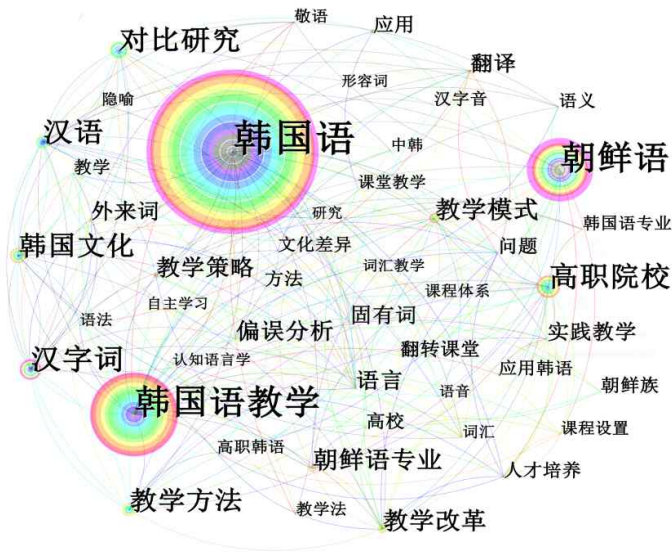 敬语
应用
对比研究
翻译
形容词
隐喻
汉字音
语义
汉语
韩国语
中韩
朝鲜语
教学
课堂教学
外来词
研究
教学模式
韩国语专业
韩国文化
文化差异
问题
教学策略
方法
词汇教学
高职院校
课程体系
自主学习
固有词
语法
偏误分析
实践教学
翻转课堂
汉字词
认知语言学
应用韩语
语言
朝鲜族
语音
韩国语教学
高校
词汇
课程设置
高职韩语
朝鲜语专业
人才培养
教学方法
教学法
教学改革